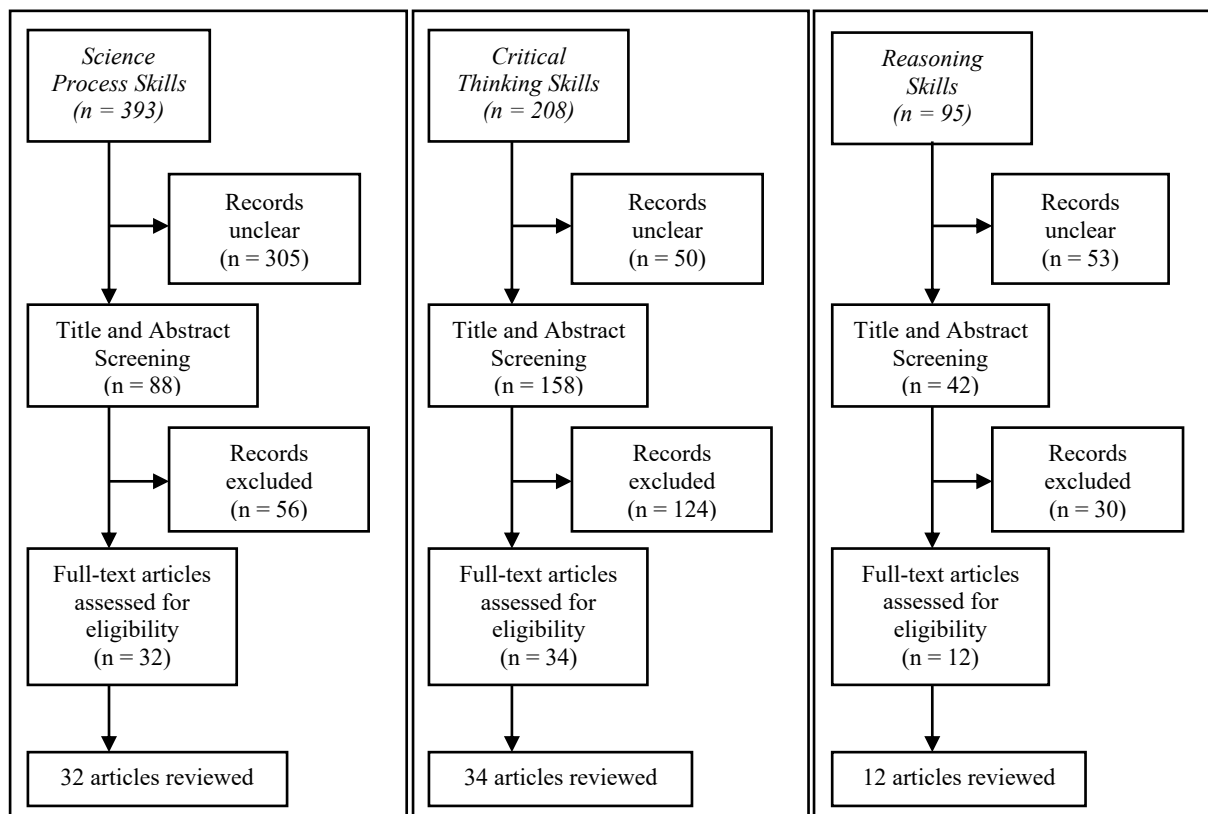 Science
Process Skills
(n = 393)
Records
unclear
(n = 305)
Title and Abstract
Screening
(n = 88)
Records
excluded
(n = 56)
Full-text articles
assessed for
eligibility
(n = 32)
32 articles reviewed
Critical
Thinking Skills
(n = 208)
Records
unclear
(n = 50)
Title and Abstract
Screening
(n = 158)
Records
excluded
(n = 124)
Full-text articles
assessed for
eligibility
(n = 34)
34 articles reviewed
Reasoning
Skills
(n = 95)
Records
unclear
(n = 53)
Title and Abstract
Screening
(n = 42)
Records
excluded
(n = 30)
Full-text articles
assessed for
eligibility
(n = 12)
12 articles reviewed